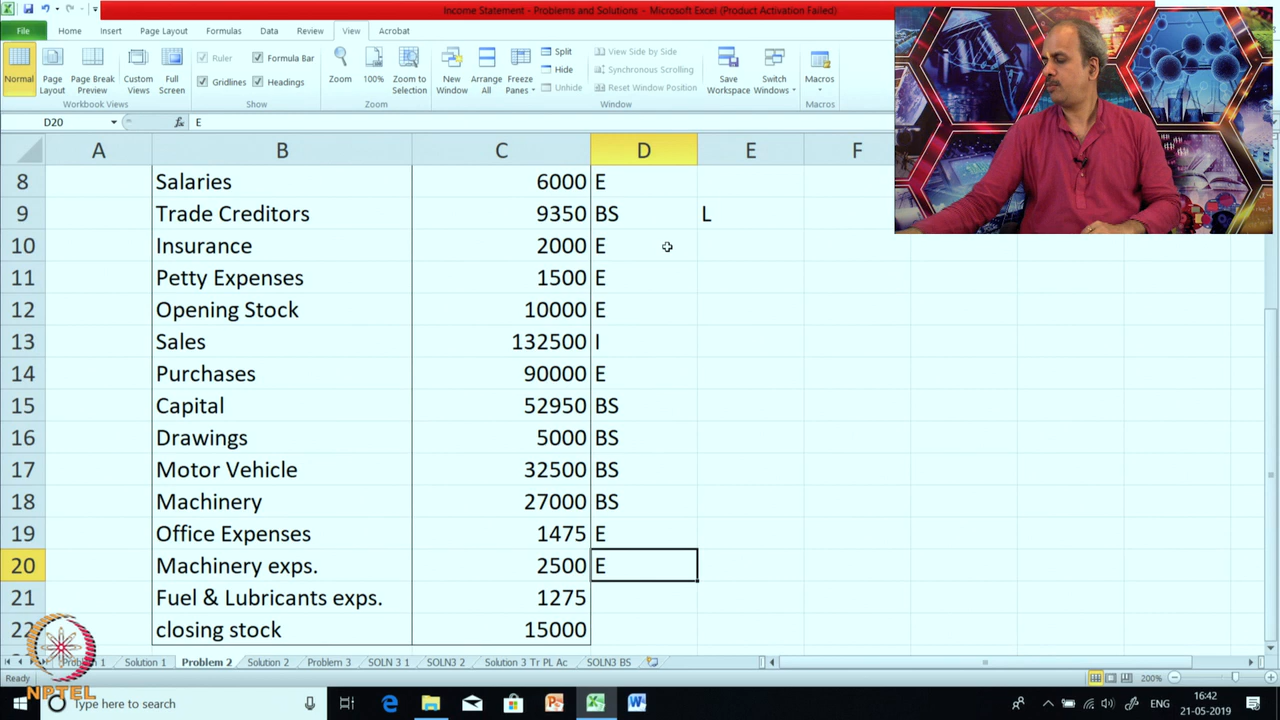 Income Statement - Problems and Solutions - Microsoft Excel (Product Activation Failed)
File Home Insert Page Layout Formulas Data Review View Acrobat
Normal Page Layout Page Break Preview Custom Views Full Screen
Workbook Views
Ruler Formula Bar
Gridlines Headings
Show
Zoom 100% Zoom to Selection
Zoom
New Window Arrange All Freeze Panes
Split
Hide
Unhide
View Side by Side
Synchronous Scrolling
Reset Window Position
Window
Save Workspace Switch Windows
Macros
Macros
D20 fx E
A B C D E F
8 Salaries 6000 E
9 Trade Creditors 9350 BS L
10 Insurance 2000 E
11 Petty Expenses 1500 E
12 Opening Stock 10000 E
13 Sales 132500 I
14 Purchases 90000 E
15 Capital 52950 BS
16 Drawings 5000 BS
17 Motor Vehicle 32500 BS
18 Machinery 27000 BS
19 Office Expenses 1475 E
20 Machinery exps. 2500 E
21 Fuel & Lubricants exps. 1275
22 closing stock 15000
1 Solution 1 Problem 2 Solution 2 Problem 3 SOLN 3 1 SOLN3 2 Solution 3 Tr PL Ac SOLN3 BS
Ready 200%
NPTEL
Type here to search
ENG 16:42
21-05-2019